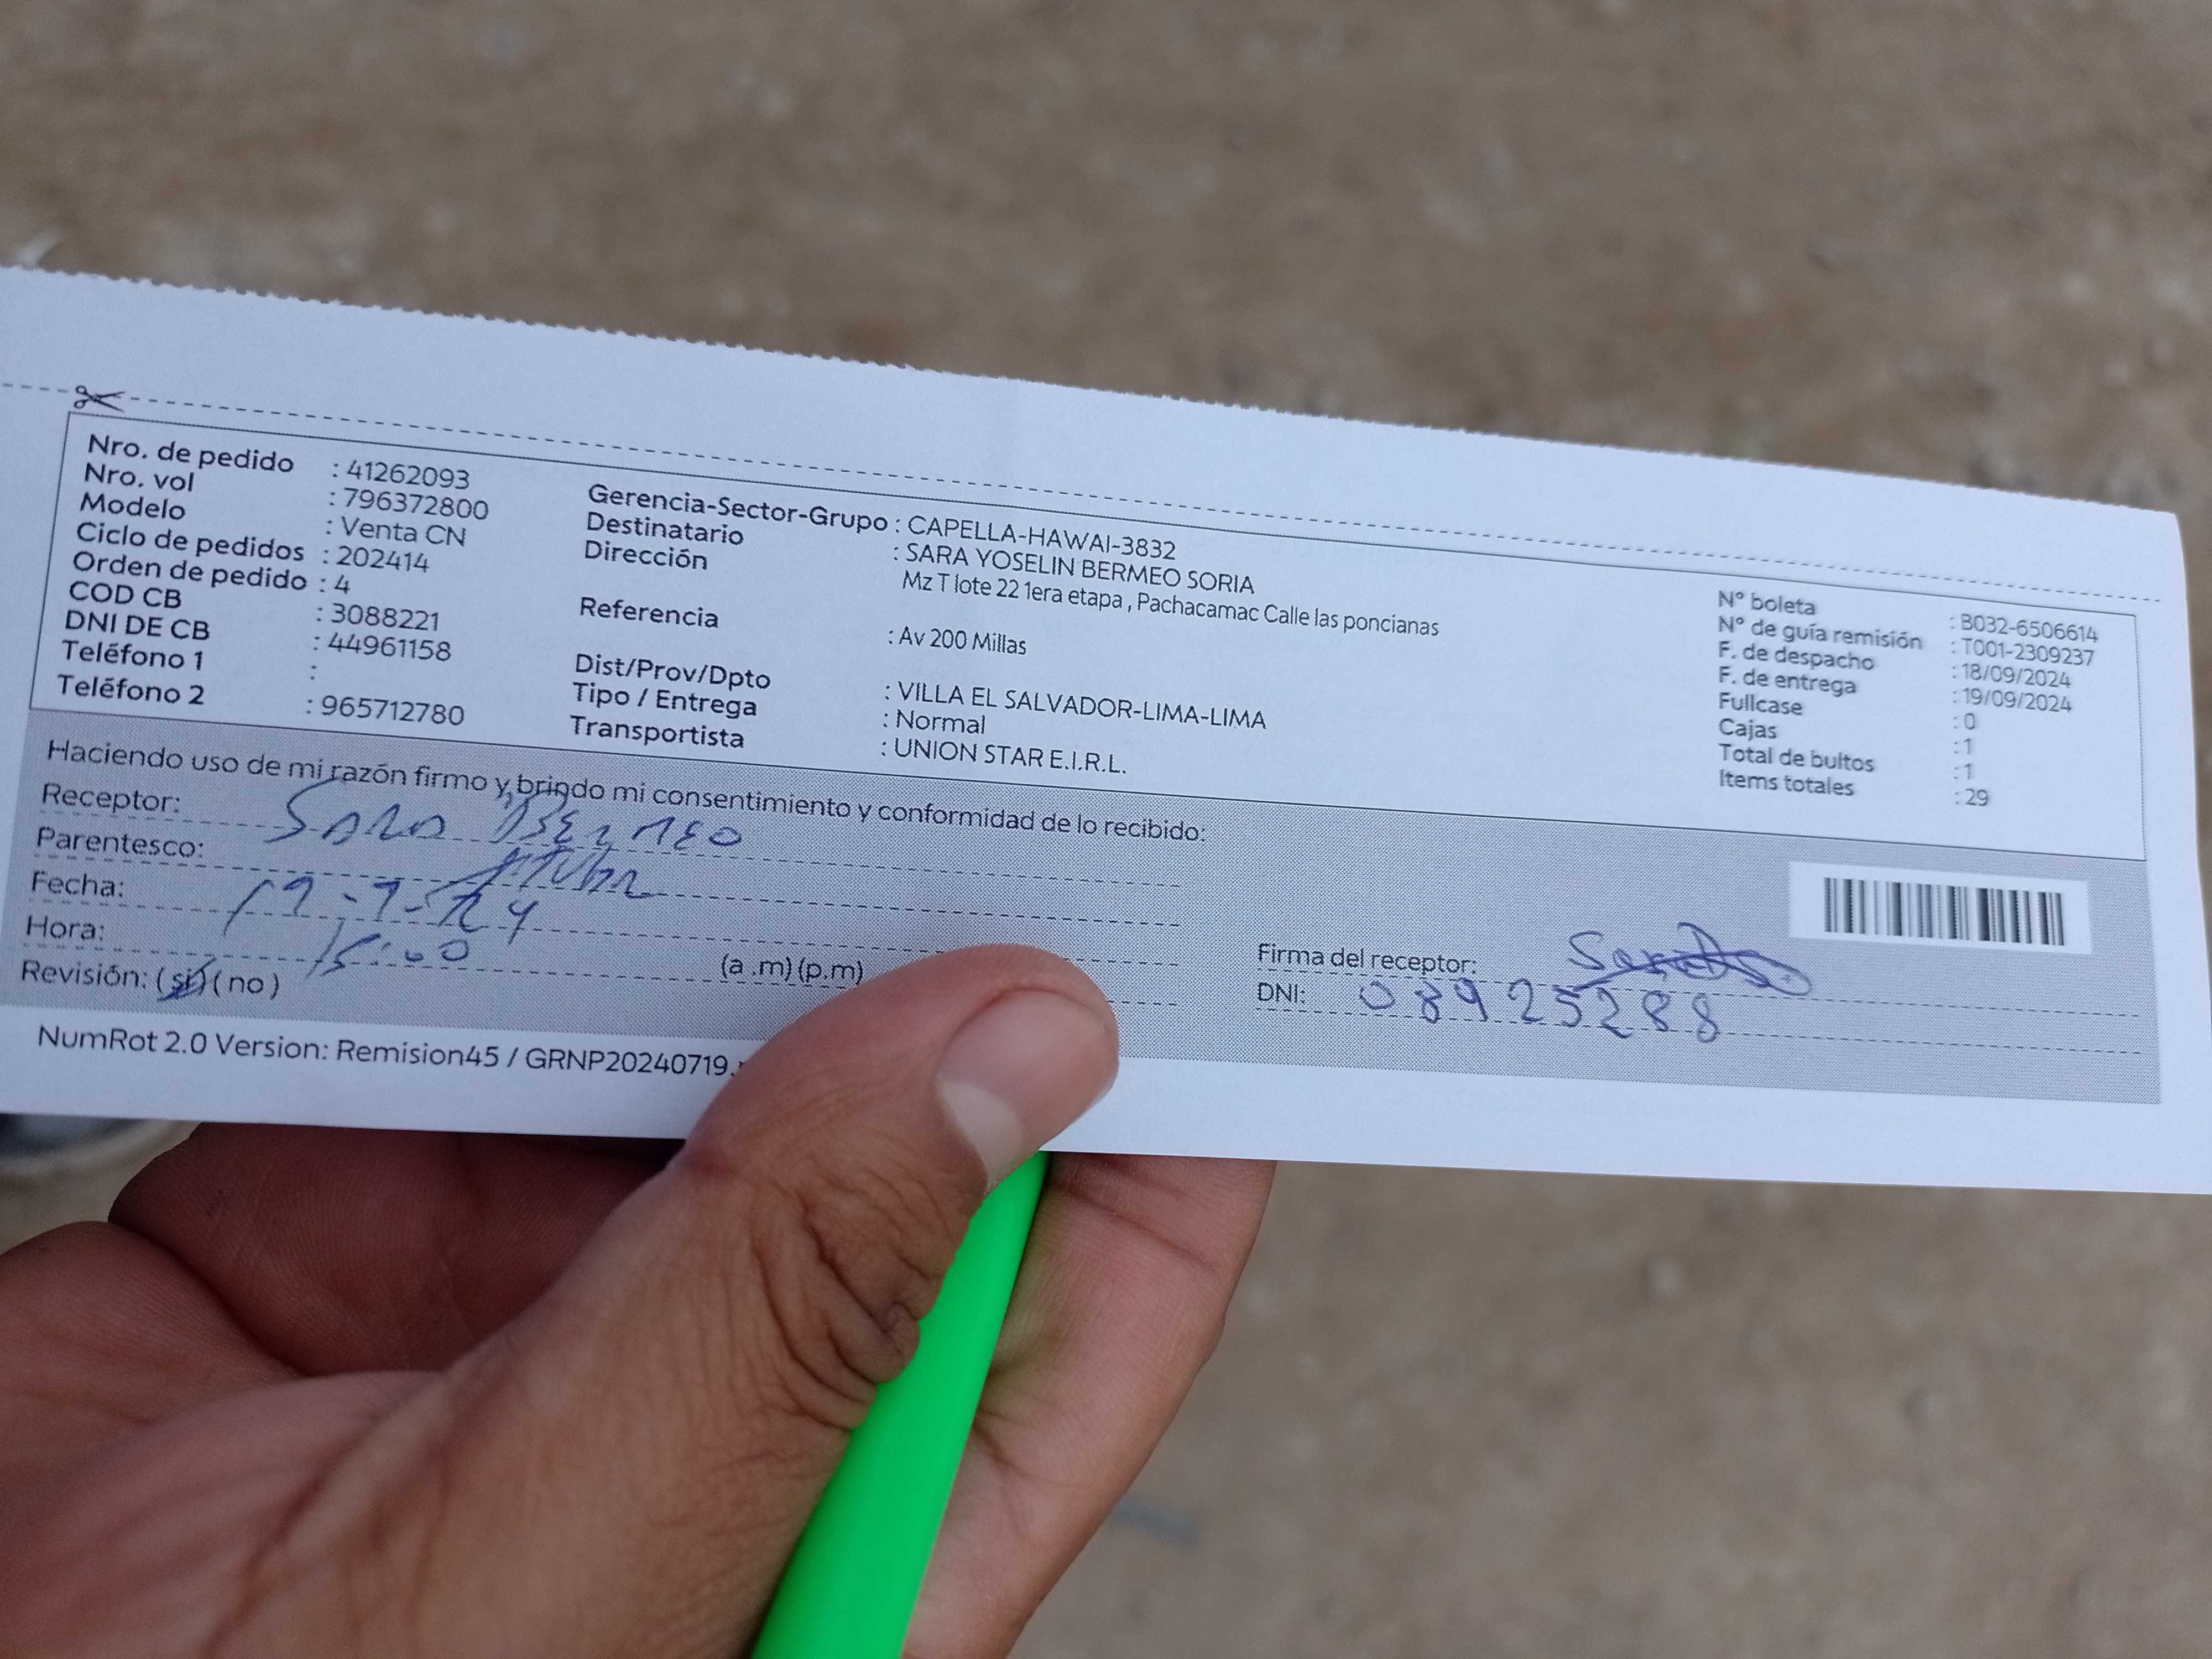 Nro. de pedido : 41262093
Nro. vol : 796372800
Modelo : Venta CN
Ciclo de pedidos : 202414
Orden de pedido : 4
COD CB : 3088221
DNI DE CB : 44961158
Teléfono 1 :
Teléfono 2 : 965712780
Gerencia-Sector-Grupo : CAPELLA-HAWAI-3832
Destinatario : SARA YOSELIN BERMEO SORIA
Dirección Mz T lote 22 1era etapa , Pachacamac Calle las poncianas
Referencia : Av 200 Millas
Dist/Prov/Dpto : VILLA EL SALVADOR-LIMA-LIMA
Tipo / Entrega : Normal
Transportista : UNION STAR E.I.R.L.
N° boleta : B032-6506614
N° de guía remisión : T001-2309237
F. de despacho : 18/09/2024
F. de entrega : 19/09/2024
Fullcase : 0
Cajas : 1
Total de bultos : 1
Items totales : 29
Haciendo uso de mi razón firmo y brindo mi consentimiento y conformidad de lo recibido:
Receptor: Sara Bermeo
Parentesco:
Fecha:
Hora: (a .m) (p.m)
Revisión: (si) ( no )
Firma del receptor:
DNI: 08925288
NumRot 2.0 Version: Remision45 / GRNP20240719.